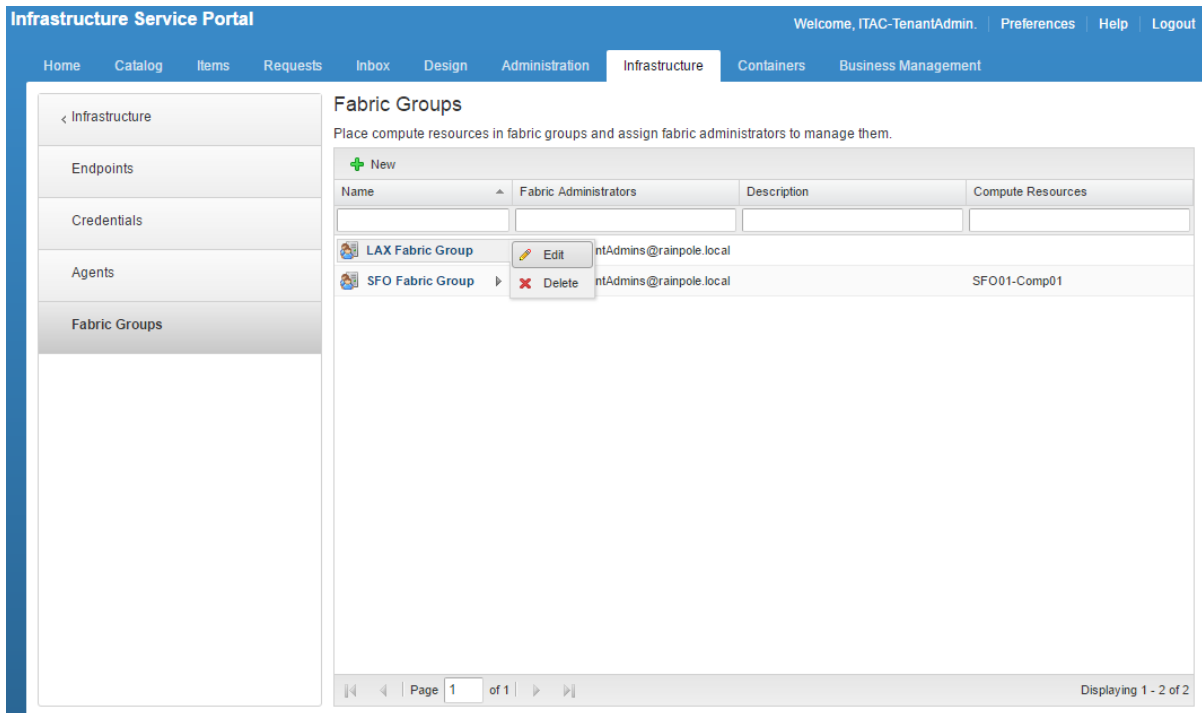 Infrastructure Service Portal
Welcome, ITAC-TenantAdmin. Preferences Help Logout
Home Catalog Items Requests Inbox Design Administration Infrastructure Containers Business Management
< Infrastructure
Endpoints
Credentials
Agents
Fabric Groups
Fabric Groups
Place compute resources in fabric groups and assign fabric administrators to manage them.
New
Name Fabric Administrators Description Compute Resources
LAX Fabric Group ntAdmins@rainpole.local
Edit
SFO Fabric Group ntAdmins@rainpole.local SFO01-Comp01
Delete
Page 1 of 1 Displaying 1 - 2 of 2